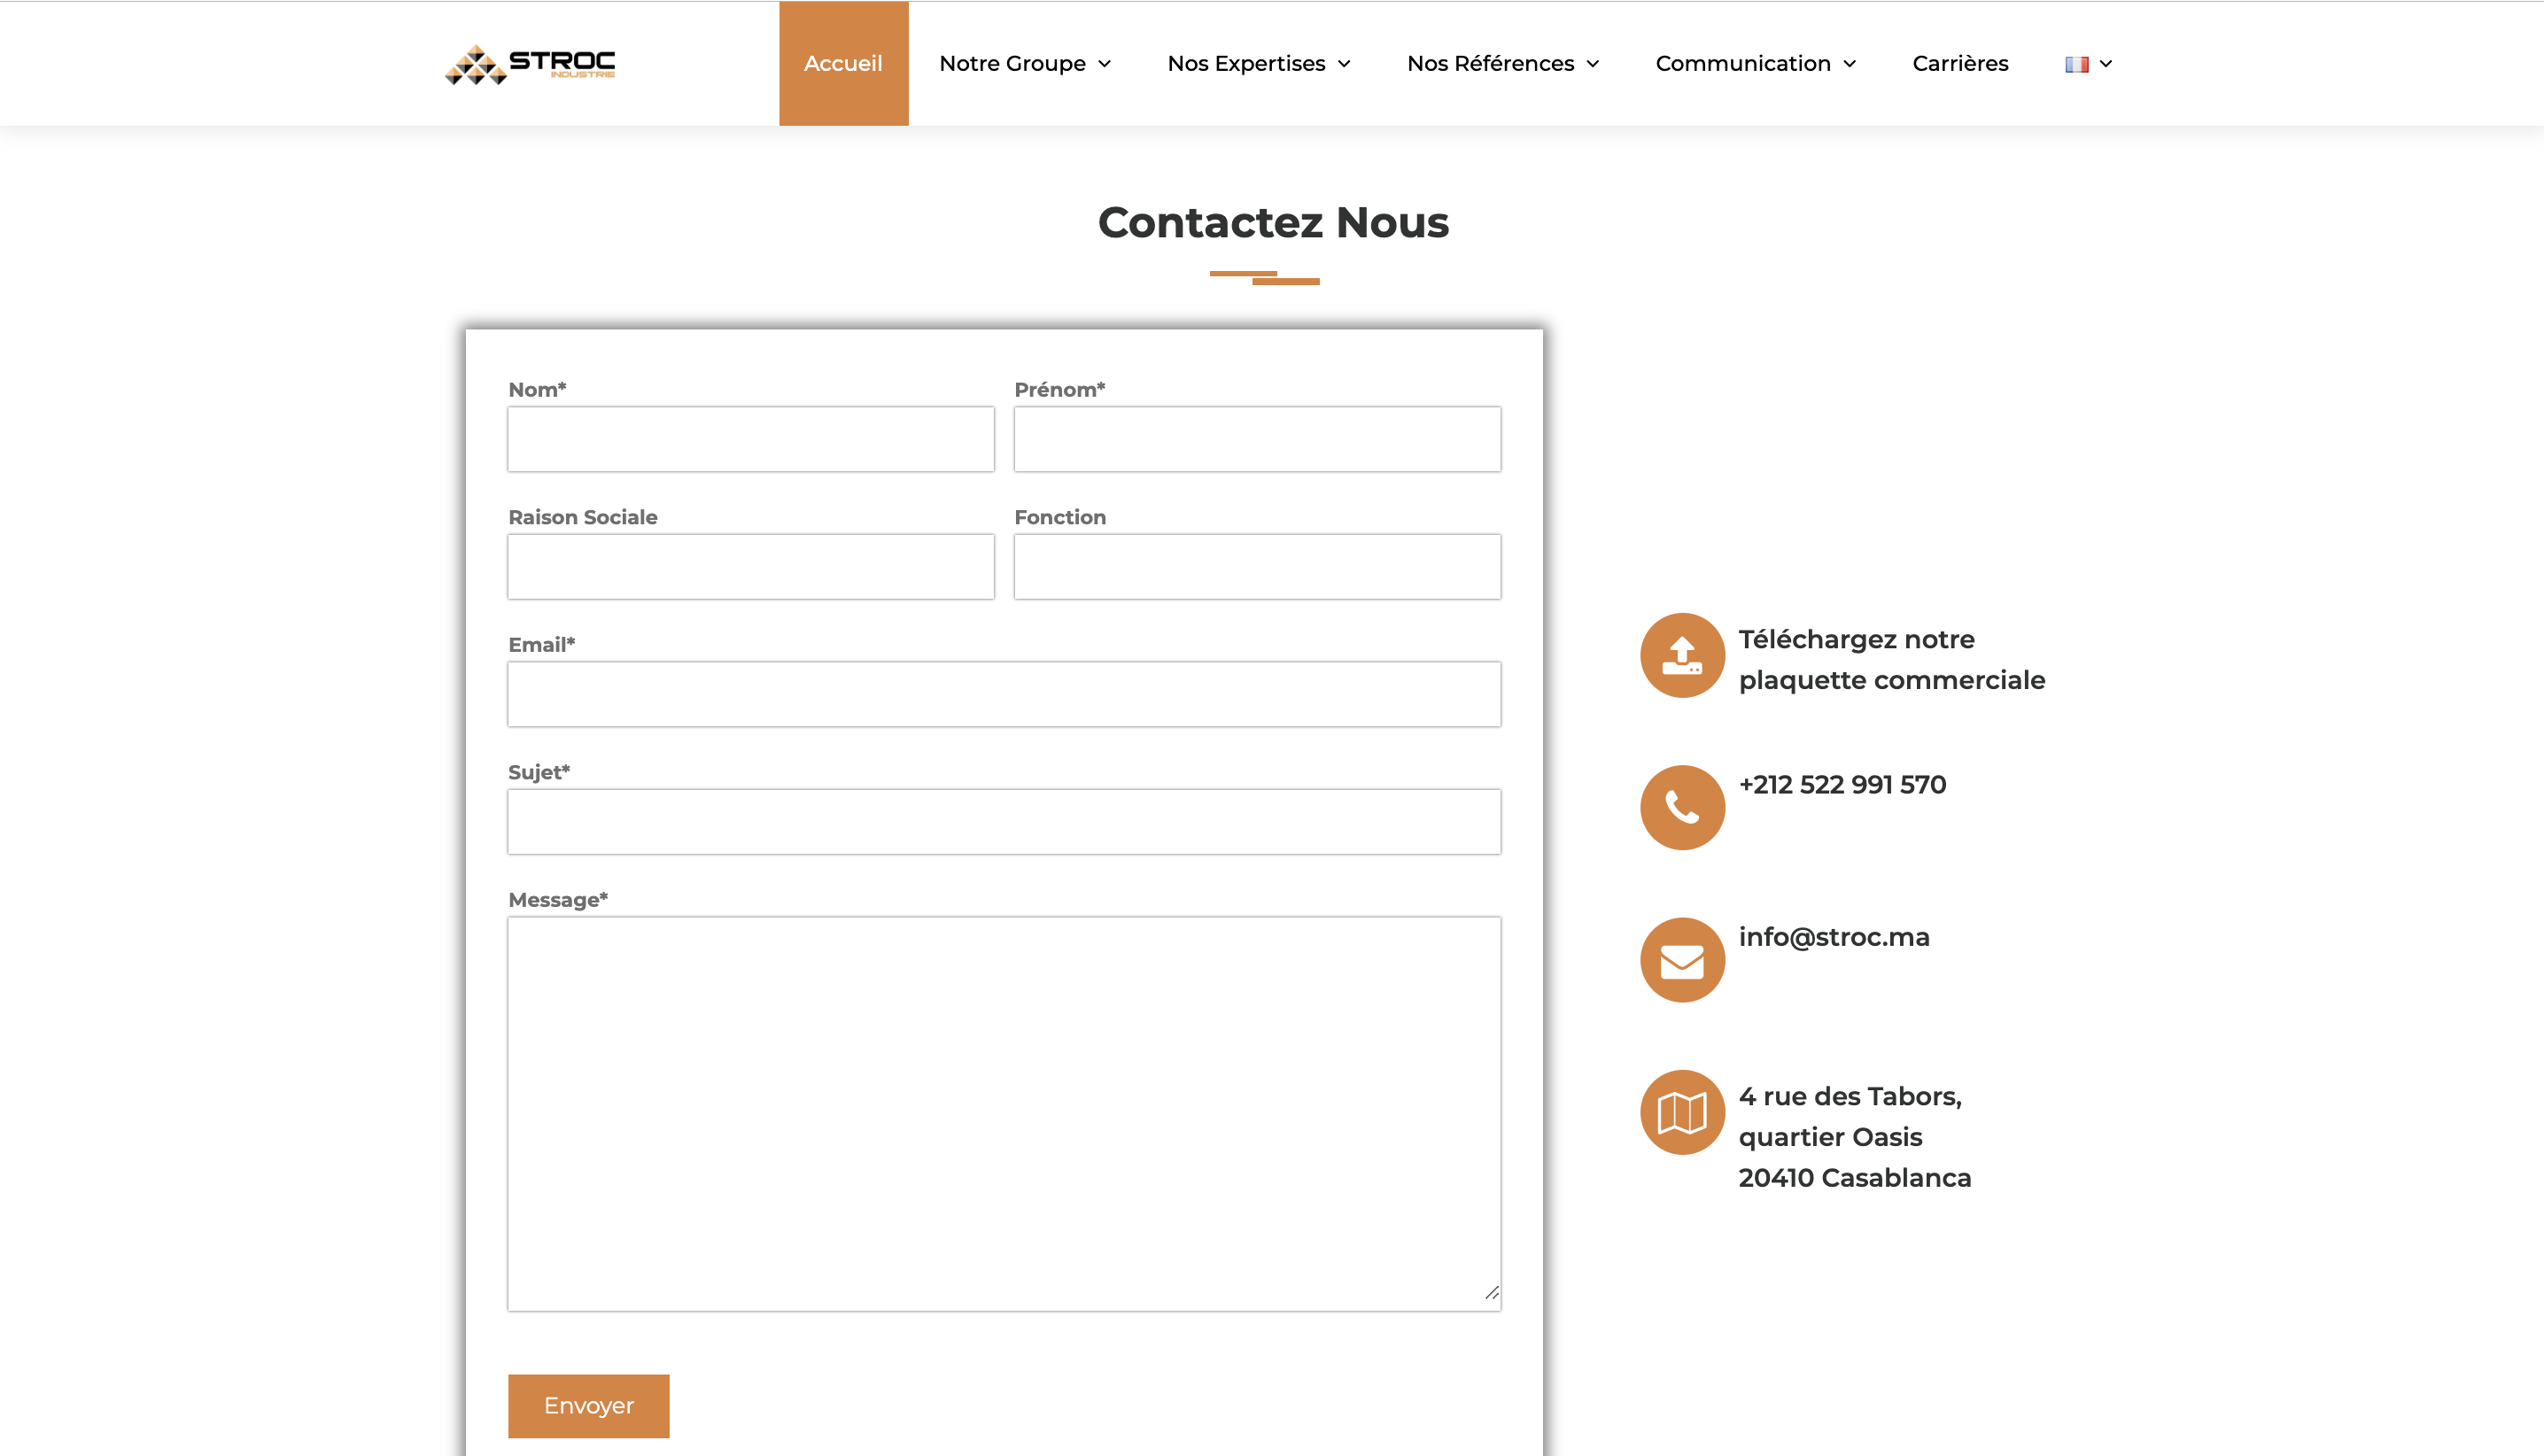 STROC
INDUSTRIE
Accueil
Notre Groupe
Nos Expertises
Nos Références
Communication
Carrières
Contactez Nous
Nom*
Prénom*
Raison Sociale
Fonction
Email*
Sujet*
Message*
Envoyer
Téléchargez notre
plaquette commerciale
+212 522 991 570
info@stroc.ma
4 rue des Tabors,
quartier Oasis
20410 Casablanca